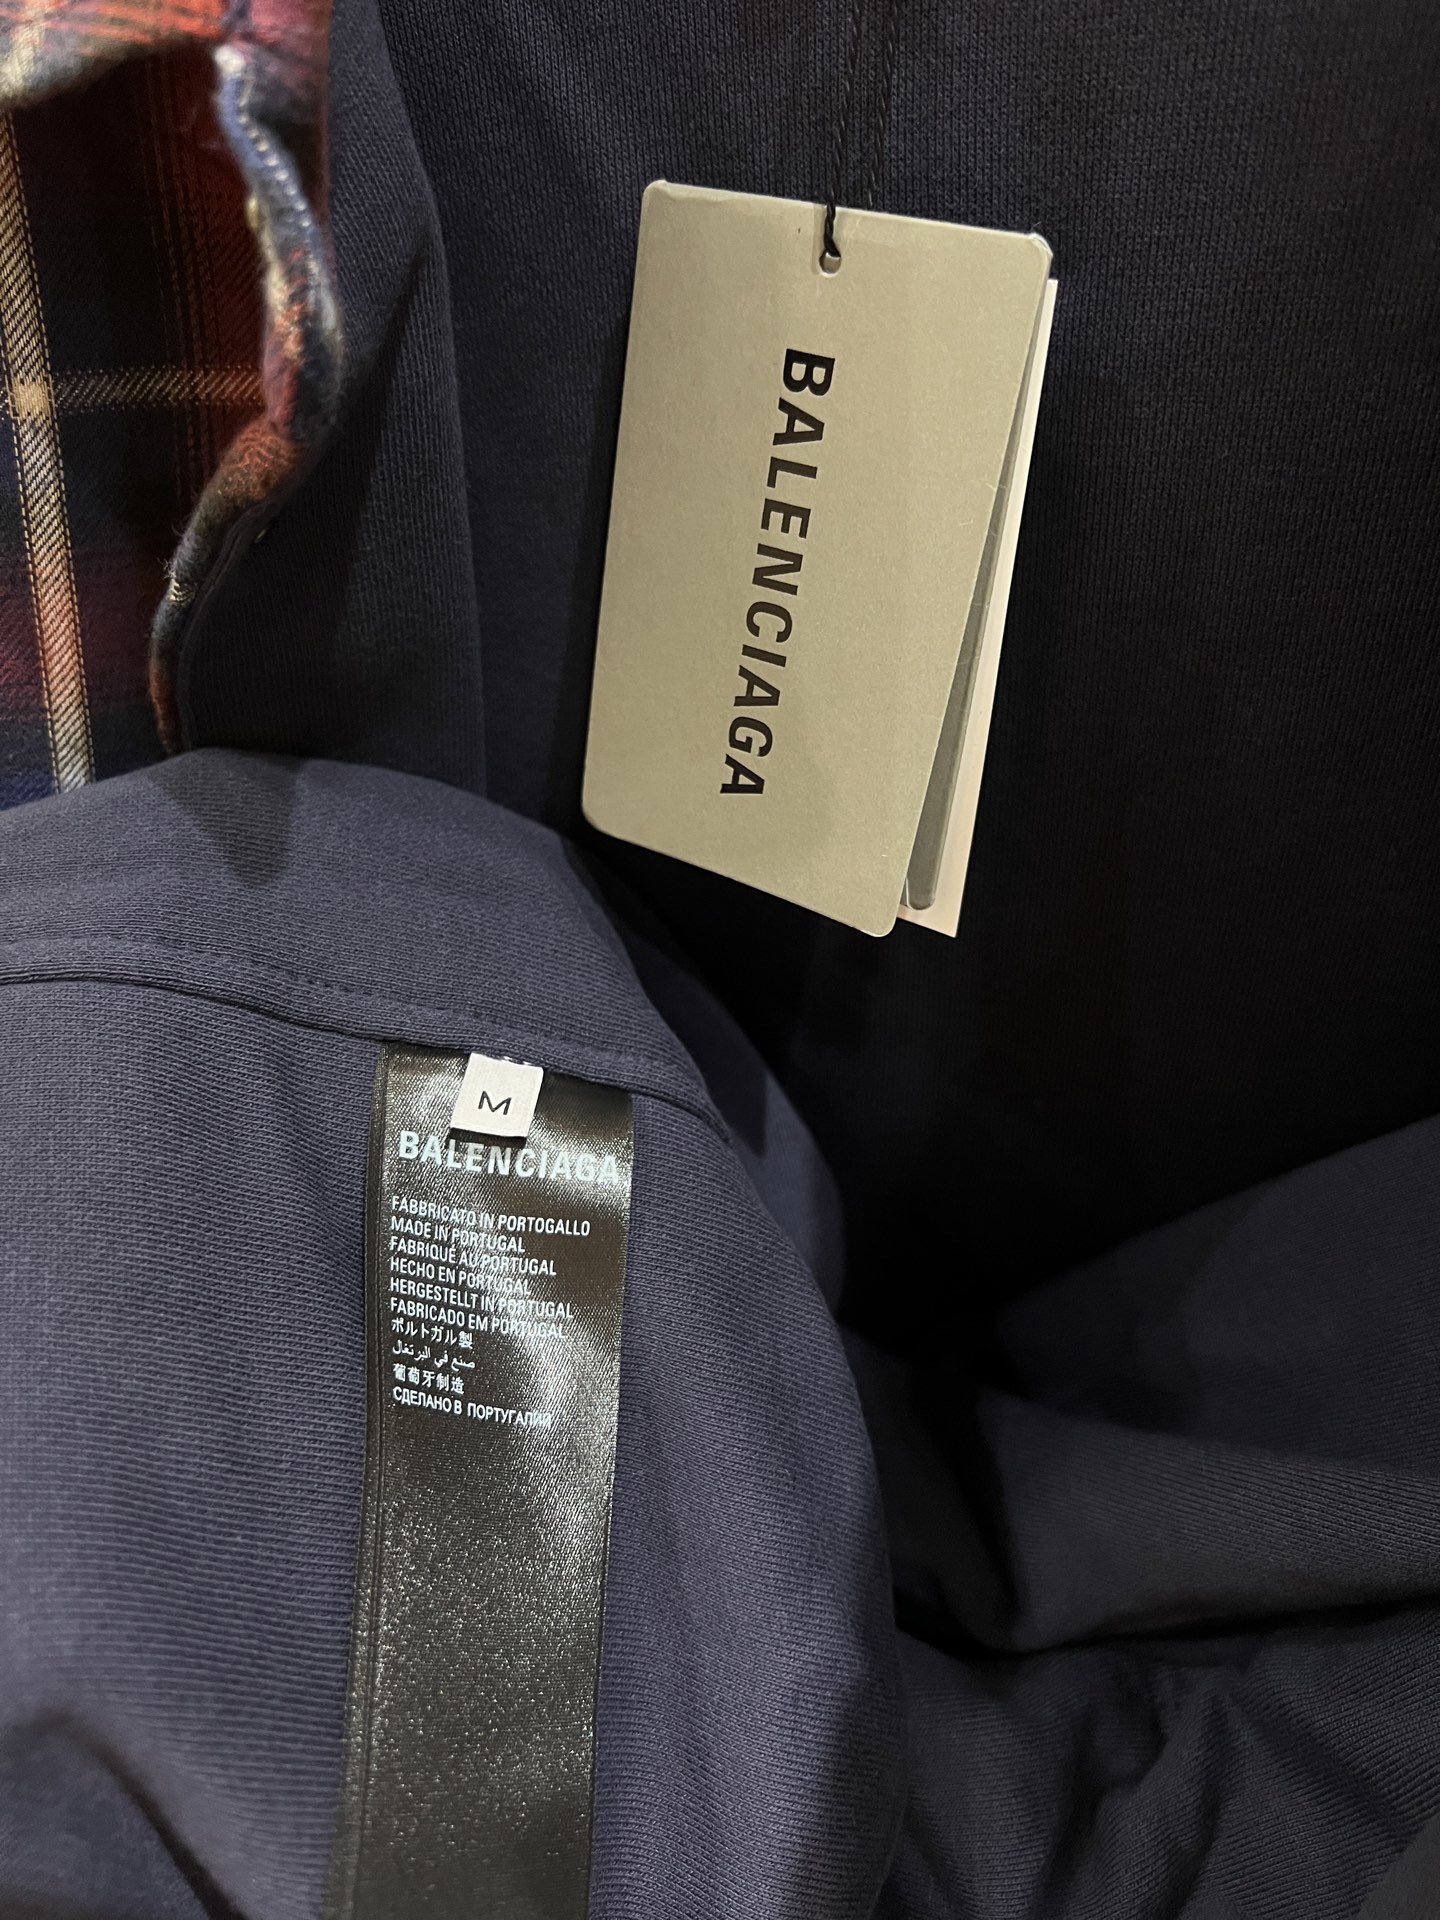 BALENCIAGA
M
BALENCIAGA
FABBRICATO IN PORTOGALLO
MADE IN PORTUGAL
FABRIQUÉ AU PORTUGAL
HECHO EN PORTUGAL
HERGESTELLT IN PORTUGAL
FABRICADO EM PORTUGAL
ポルトガル製
صنع في البرتغال
葡萄牙制造
СДЕЛАНО В ПОРТУГАЛИИ